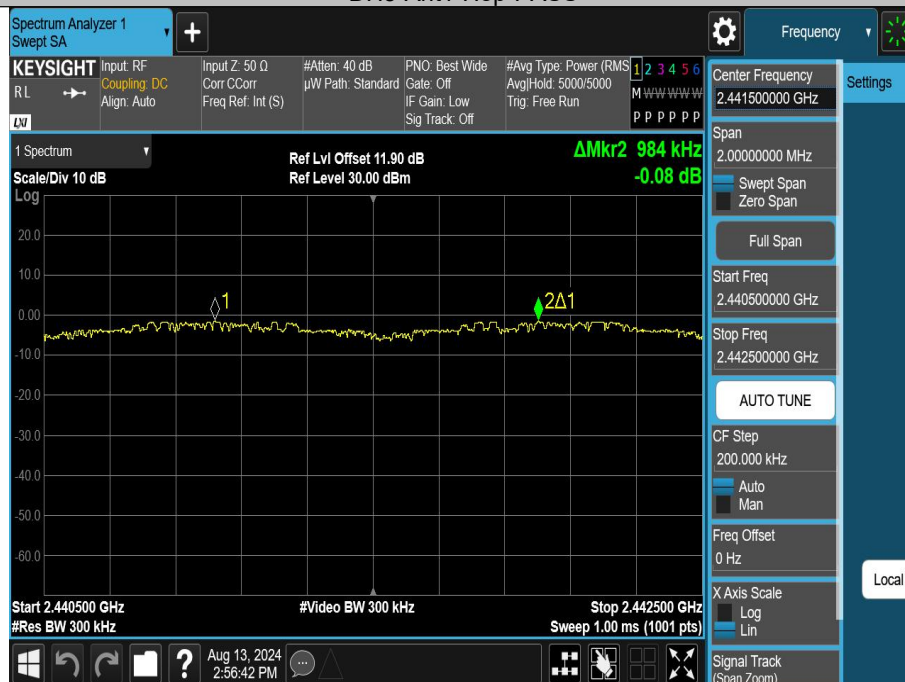 Spectrum Analyzer 1
Swept SA
Frequency
KEYSIGHT
Input: RF
Input Z: 50 Ω
#Atten: 40 dB
PNO: Best Wide
#Avg Type: Power (RMS
1 2 3 4 5 6
R L
Coupling: DC
Corr CCorr
µW Path: Standard
Gate: Off
Avg|Hold: 5000/5000
M W W W W W
Align: Auto
Freq Ref: Int (S)
IF Gain: Low
Trig: Free Run
LXI
Sig Track: Off
P P P P P P
1 Spectrum
Ref Lvl Offset 11.90 dB
ΔMkr2 984 kHz
Scale/Div 10 dB
Ref Level 30.00 dBm
-0.08 dB
Log
20.0
10.0
0.00
-10.0
-20.0
-30.0
-40.0
-50.0
-60.0
1
2Δ1
Start 2.440500 GHz
#Video BW 300 kHz
Stop 2.442500 GHz
#Res BW 300 kHz
Sweep 1.00 ms (1001 pts)
Aug 13, 2024
2:56:42 PM
?
Center Frequency
2.441500000 GHz
Settings
Span
2.00000000 MHz
Swept Span
Zero Span
Full Span
Start Freq
2.440500000 GHz
Stop Freq
2.442500000 GHz
AUTO TUNE
CF Step
200.000 kHz
Auto
Man
Freq Offset
0 Hz
Local
X Axis Scale
Log
Lin
Signal Track
(Span Zoom)